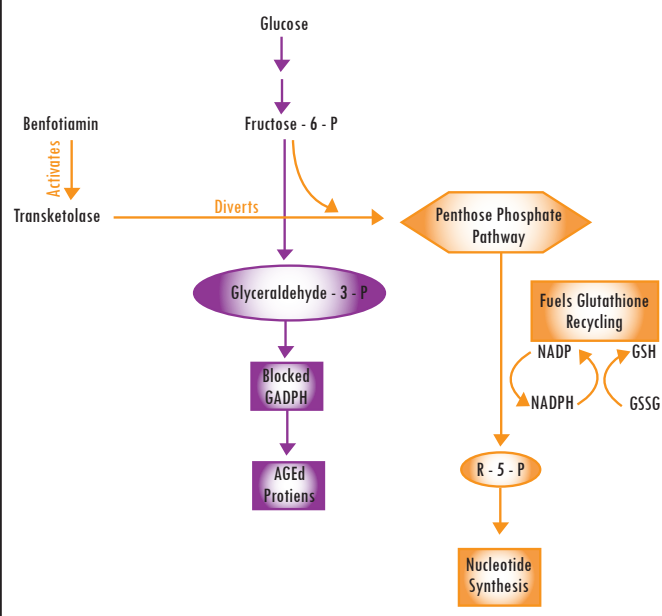 Glucose
Benfotiamin
Fructose - 6 - P
Activates
Transketolase
Diverts
Penthose Phosphate
Pathway
Glyceraldehyde - 3 - P
Fuels Glutathione
Recycling
NADP
GSH
Blocked
GADPH
NADPH
GSSG
AGEd
Protiens
R - 5 - P
Nucleotide
Synthesis